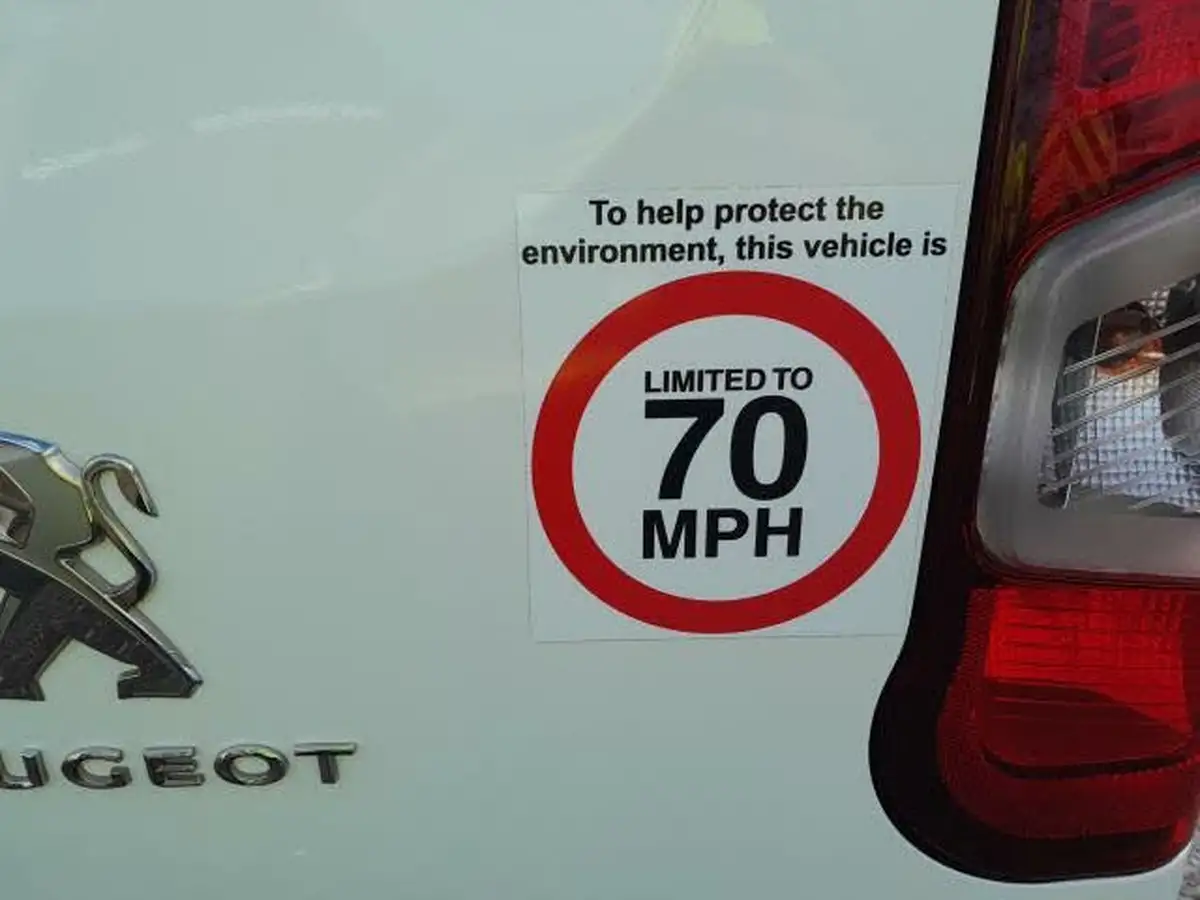 To help protect the
environment, this vehicle is
LIMITED TO
70
MPH
UGEOT